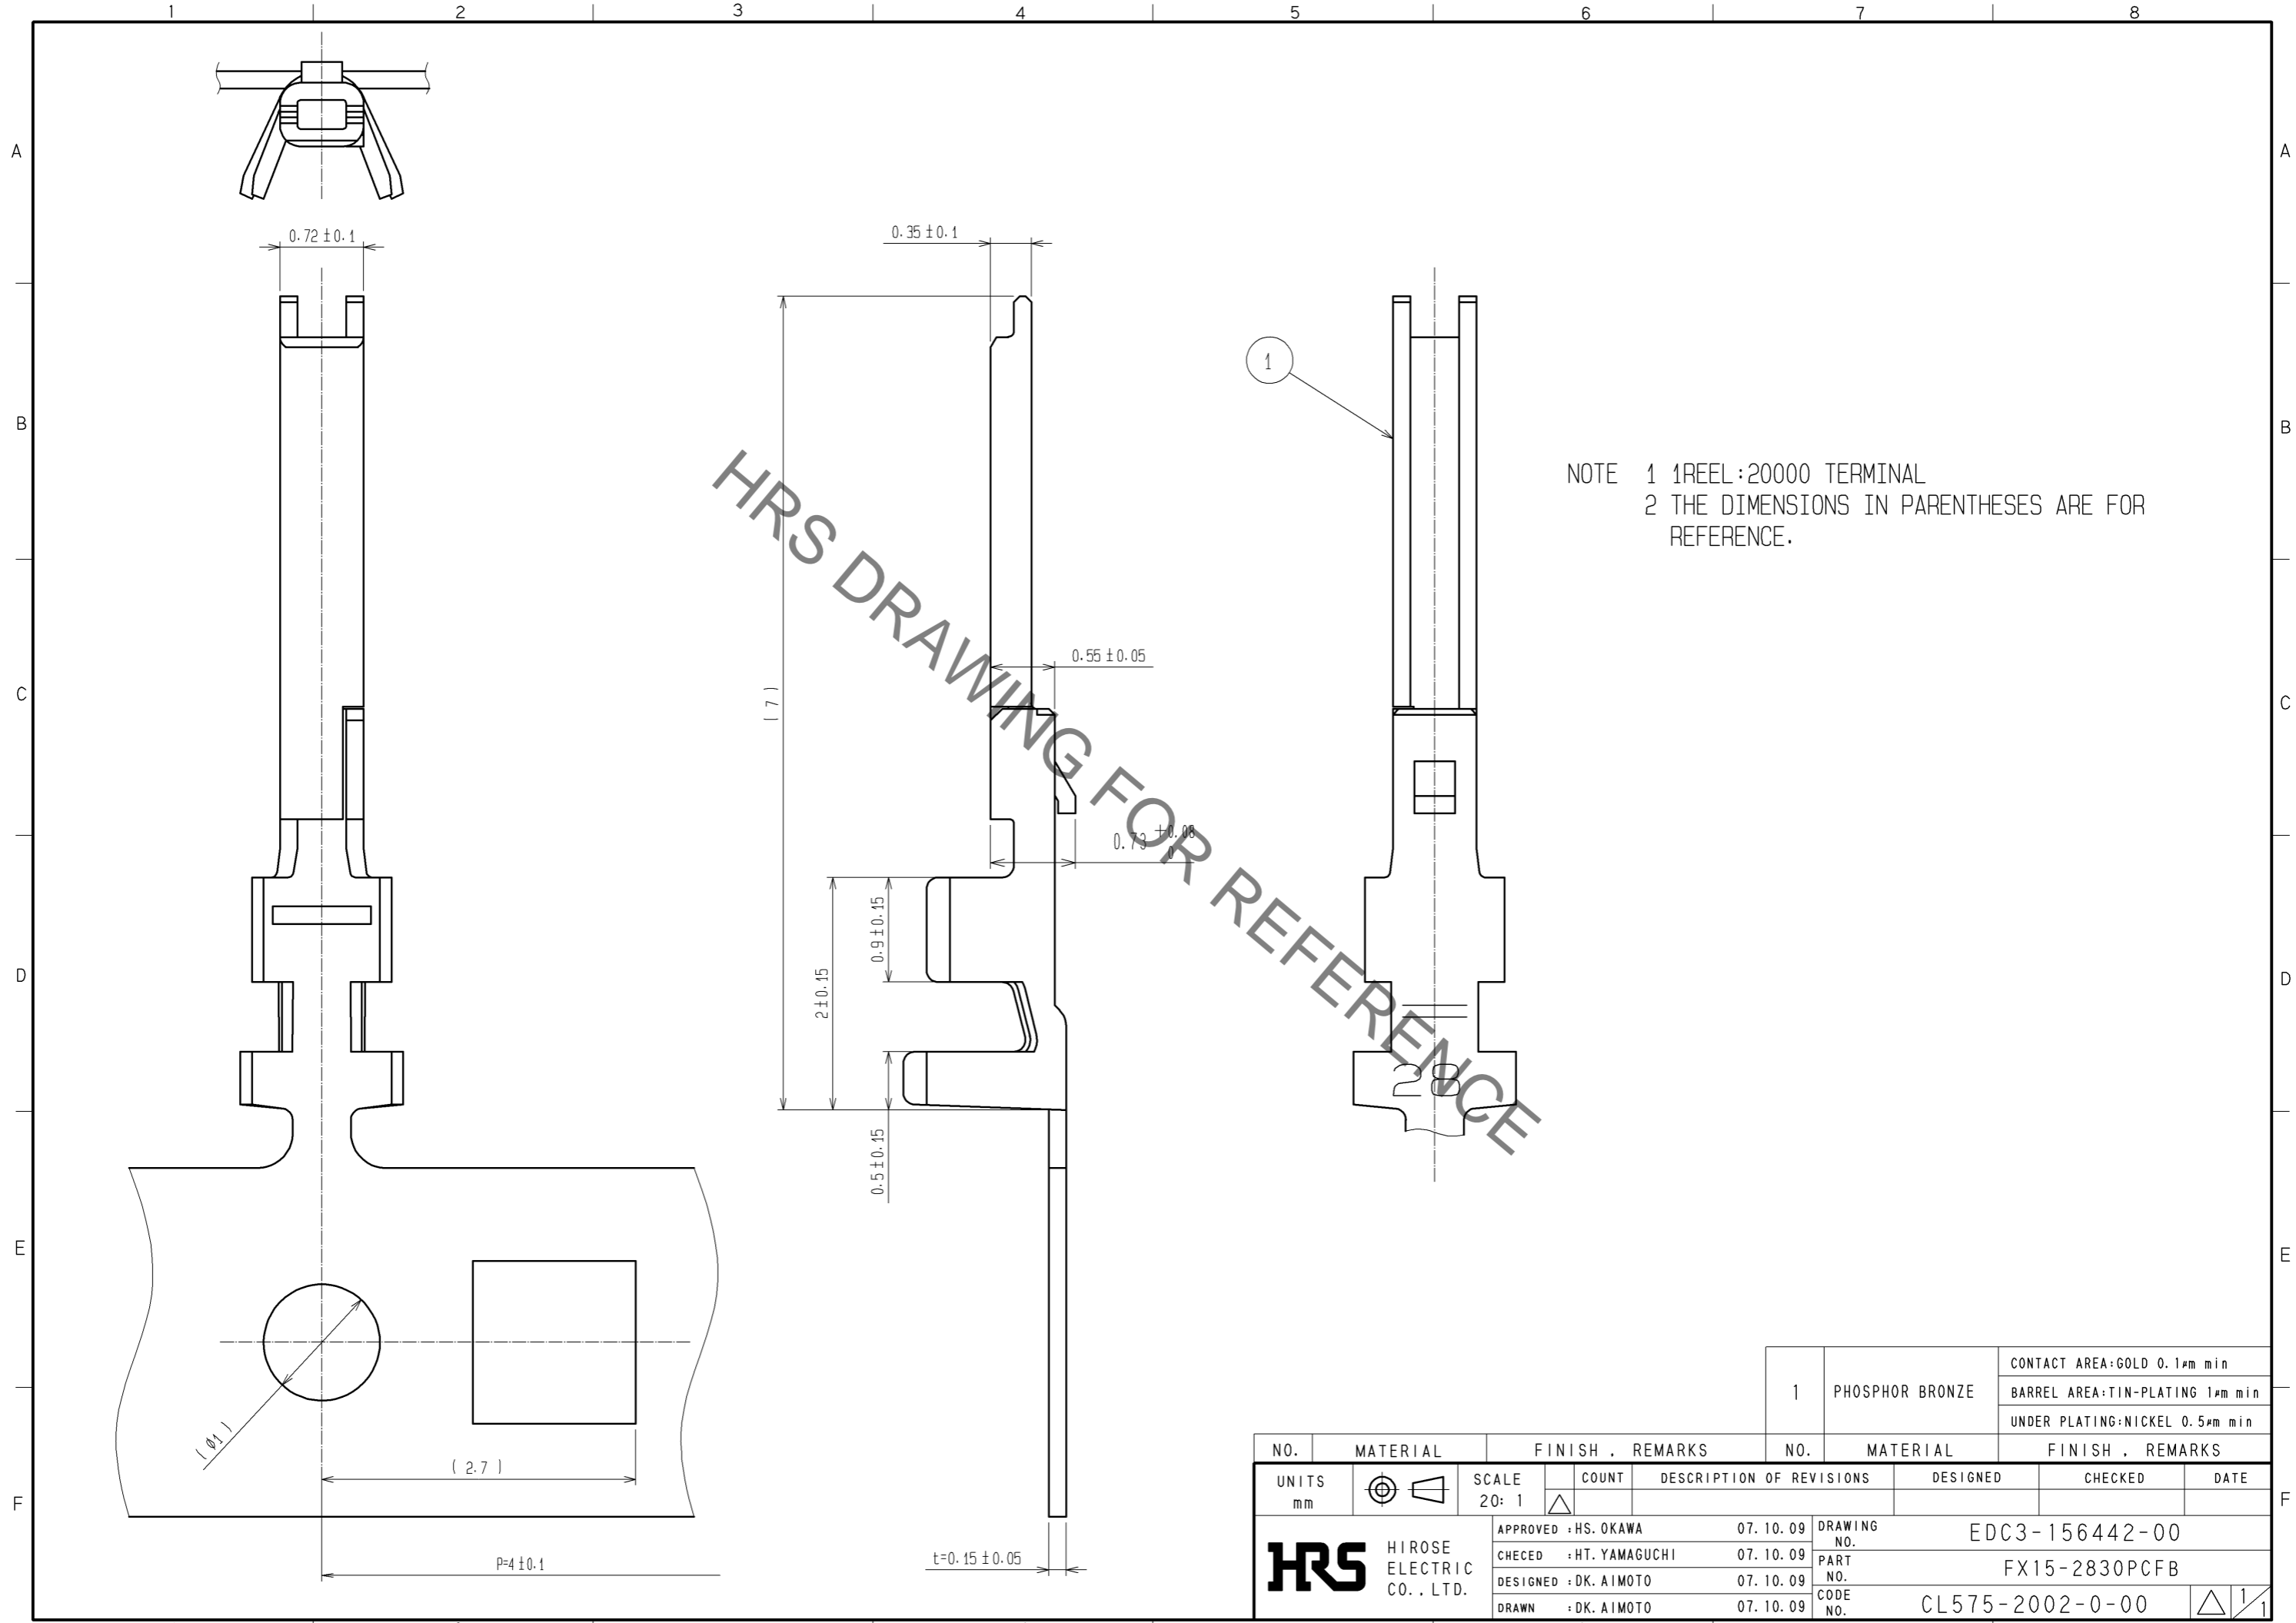 1 2 3 4 5 6 7 8
A A
0.72±0.1
0.35±0.1
1
B B
NOTE 1 1REEL:20000 TERMINAL
2 THE DIMENSIONS IN PARENTHESES ARE FOR
REFERENCE.
HRS DRAWING FOR REFERENCE
0.55±0.05
(7)
C C
0.73 +0.08 0
0.9±0.15
2±0.15
D D
28
0.5±0.15
E E
(Ø1)
(2.7)
P=4±0.1
t=0.15±0.05
F F
1 PHOSPHOR BRONZE CONTACT AREA:GOLD 0.1μm min
BARREL AREA:TIN-PLATING 1μm min
UNDER PLATING:NICKEL 0.5μm min
NO. MATERIAL FINISH , REMARKS NO. MATERIAL FINISH , REMARKS
UNITS mm SCALE 20:1 COUNT DESCRIPTION OF REVISIONS DESIGNED CHECKED DATE
HRS HIROSE ELECTRIC CO.,LTD.
APPROVED :HS.OKAWA 07.10.09
CHECED :HT.YAMAGUCHI 07.10.09
DESIGNED :DK.AIMOTO 07.10.09
DRAWN :DK.AIMOTO 07.10.09
DRAWING NO. EDC3-156442-00
PART NO. FX15-2830PCFB
CODE NO. CL575-2002-0-00 1/1